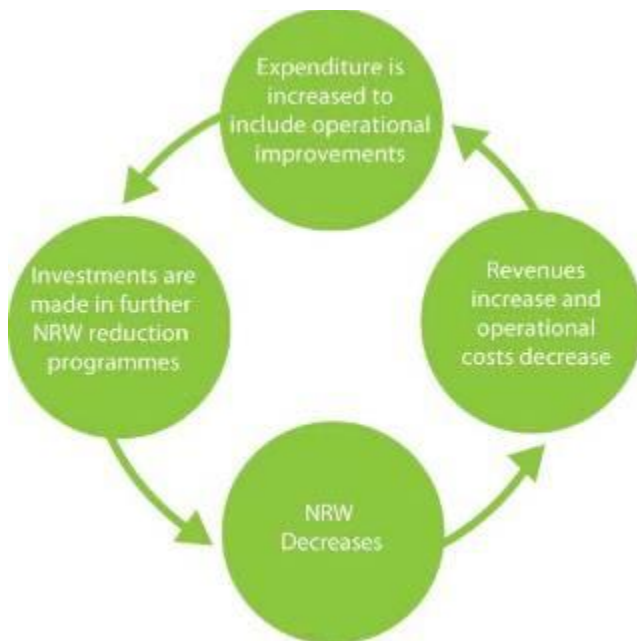 Expenditure is
increased to
include operational
improvements
Investments are
made in further
NRW reduction
programmes
Revenues
increase and
operational
costs decrease
NRW
Decreases